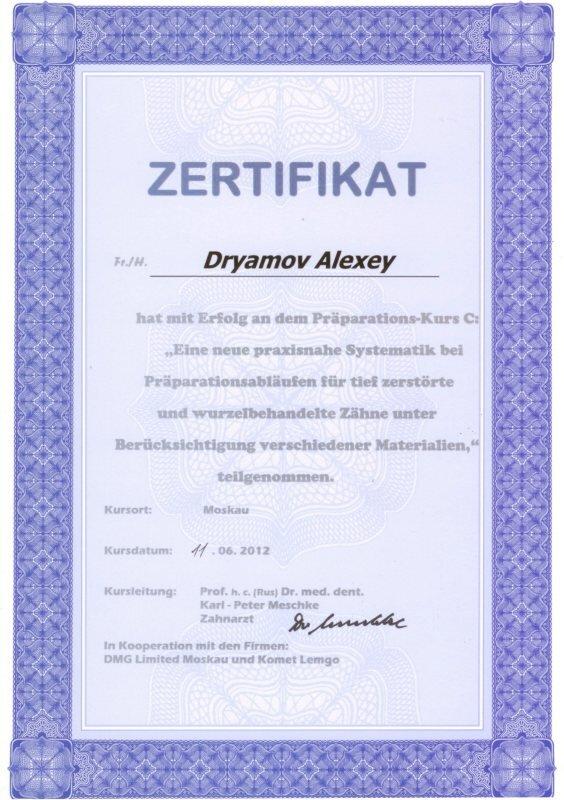 ZERTIFIKAT
Fr./H. Dryamov Alexey
hat mit Erfolg an dem Präparations-Kurs C:
„Eine neue praxisnahe Systematik bei
Präparationsabläufen für tief zerstörte
und wurzelbehandelte Zähne unter
Berücksichtigung verschiedener Materialien,“
teilgenommen.
Kursort: Moskau
Kursdatum: 11 . 06. 2012
Kursleitung: Prof. h. c. (Rus) Dr. med. dent.
Karl - Peter Meschke
Zahnarzt
In Kooperation mit den Firmen:
DMG Limited Moskau und Komet Lemgo